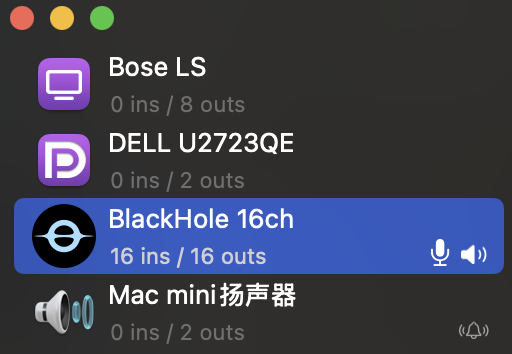 Bose LS
0 ins / 8 outs
DELL U2723QE
0 ins / 2 outs
BlackHole 16ch
16 ins / 16 outs
Mac mini扬声器
0 ins / 2 outs